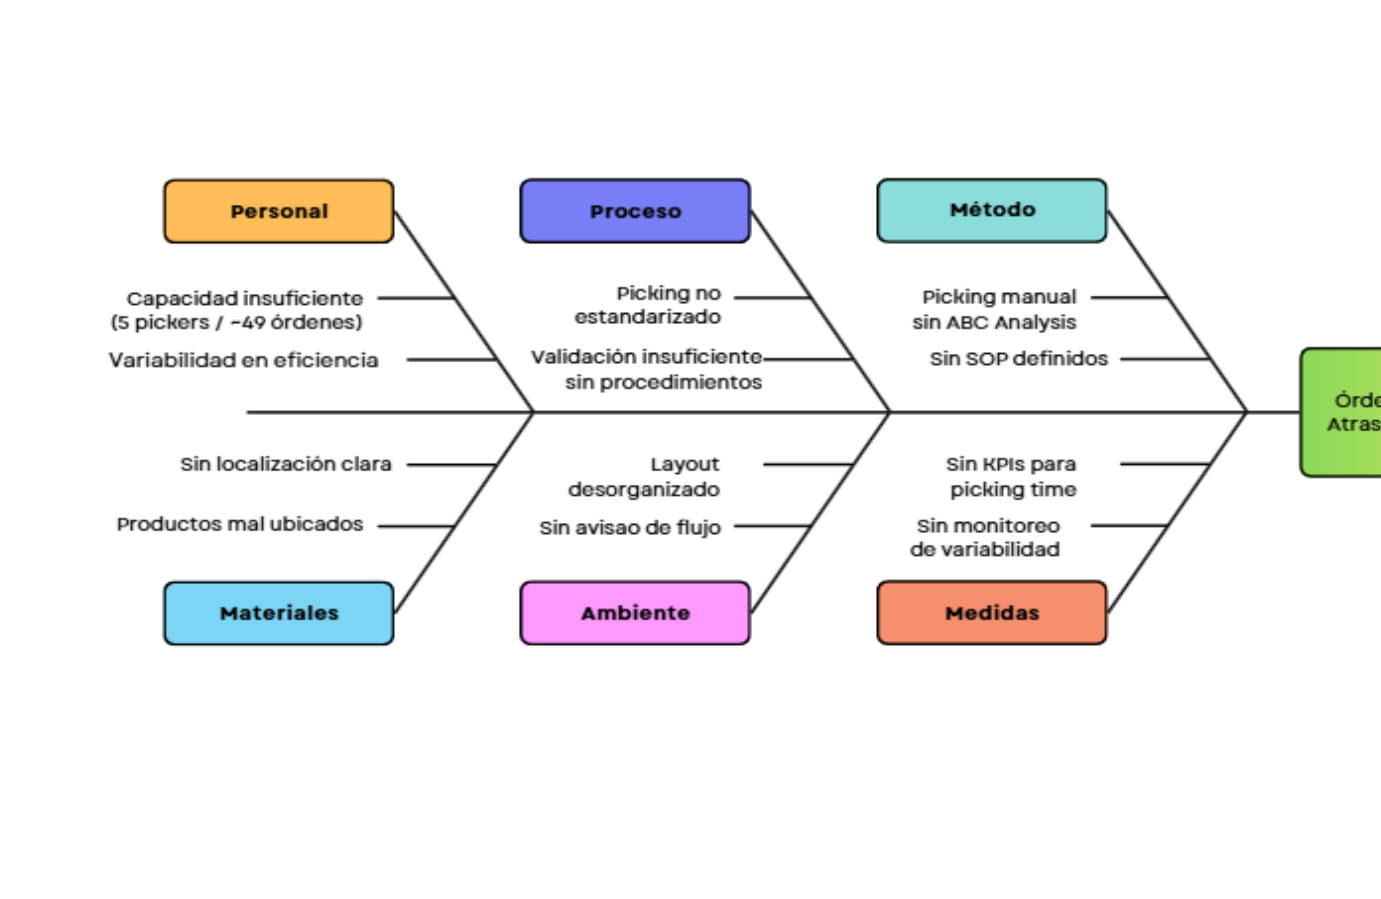 Personal
Proceso
Método
Capacidad insuficiente
(5 pickers / ~49 órdenes)
Variabilidad en eficiencia
Picking no
estandarizado
Validación insuficiente
sin procedimientos
Picking manual
sin ABC Analysis
Sin SOP definidos
Sin localización clara
Productos mal ubicados
Layout
desorganizado
Sin avisao de flujo
Sin KPIs para
picking time
Sin monitoreo
de variabilidad
Materiales
Ambiente
Medidas